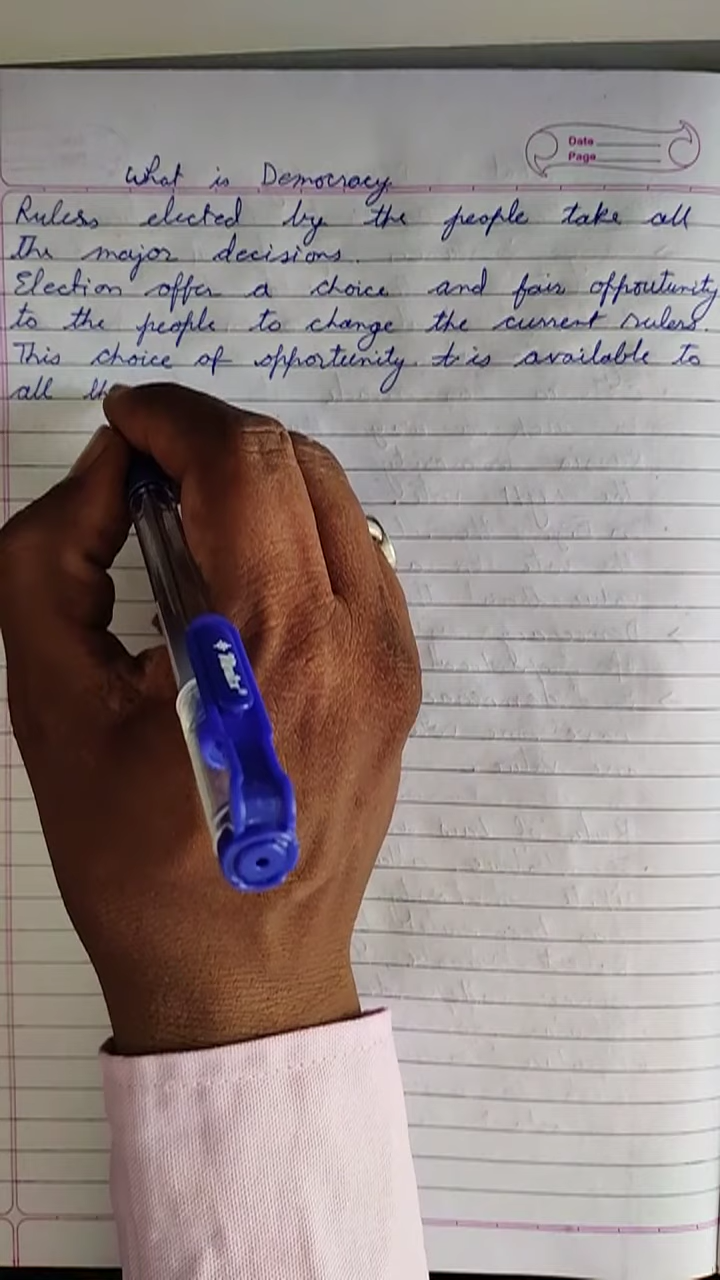 What is Democracy
Date
Page
Rulers elected by the people take all
the major decisions.
Election offer a choice and fair opportunity
to the people to change the current rulers.
This choice of opportunity is available to
all